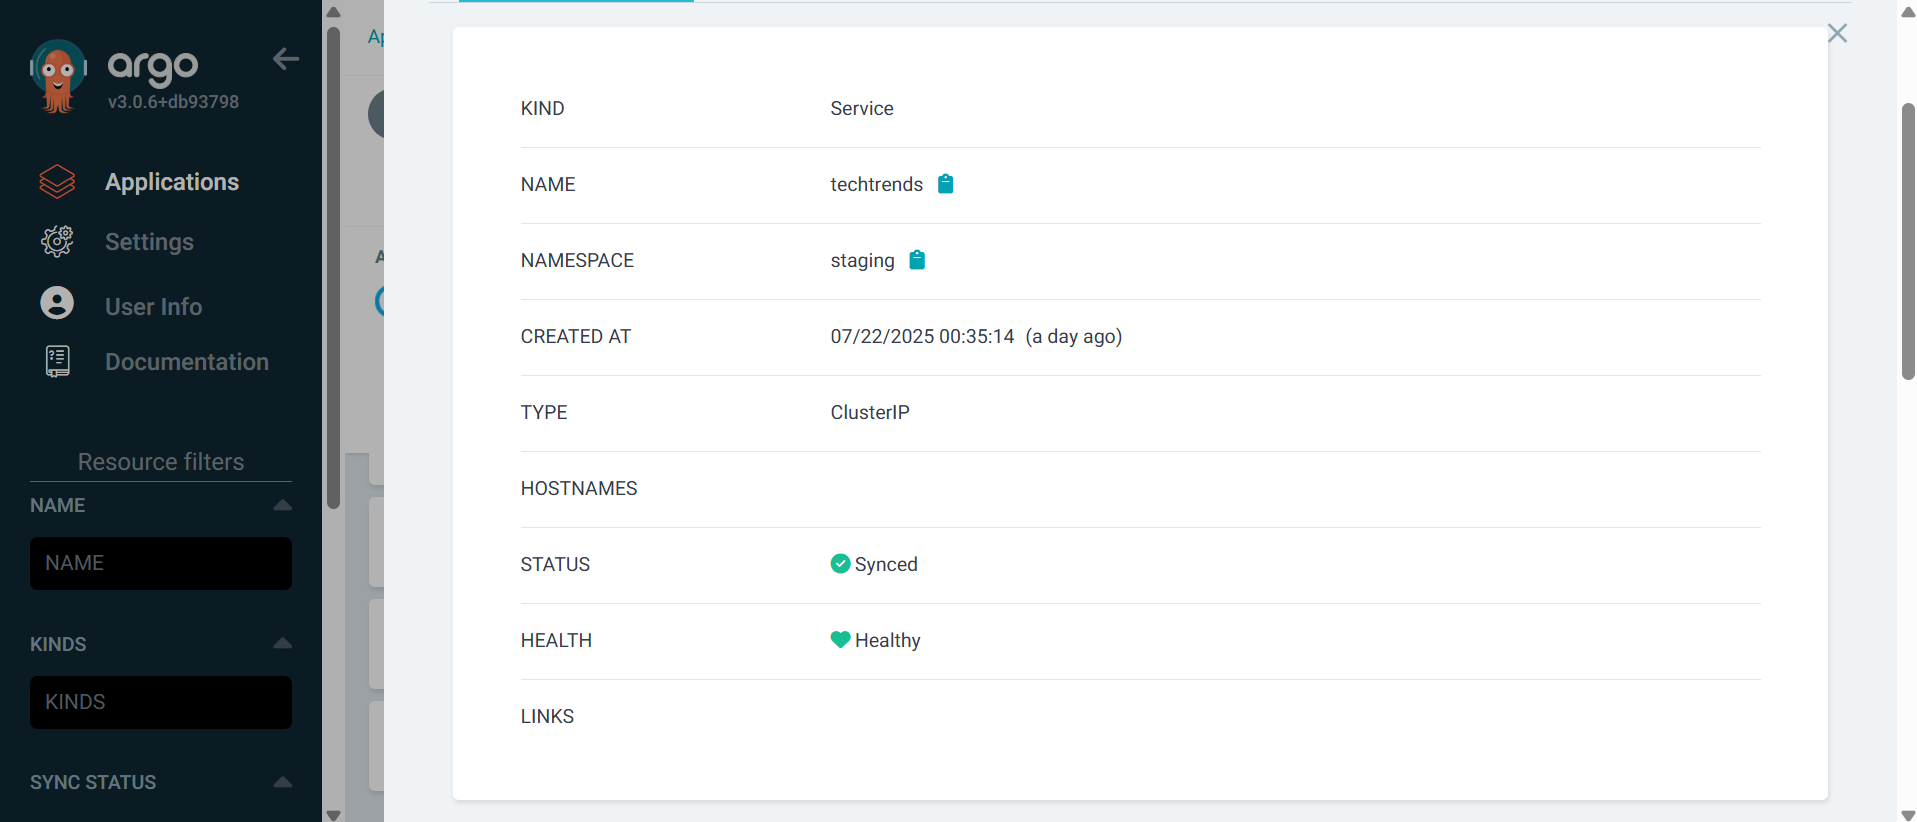 argo
v3.0.6+db93798
Applications
Settings
User Info
Documentation
Resource filters
NAME
NAME
KINDS
KINDS
SYNC STATUS
Ap
A
KIND Service
NAME techtrends
NAMESPACE staging
CREATED AT 07/22/2025 00:35:14 (a day ago)
TYPE ClusterIP
HOSTNAMES
STATUS Synced
HEALTH Healthy
LINKS